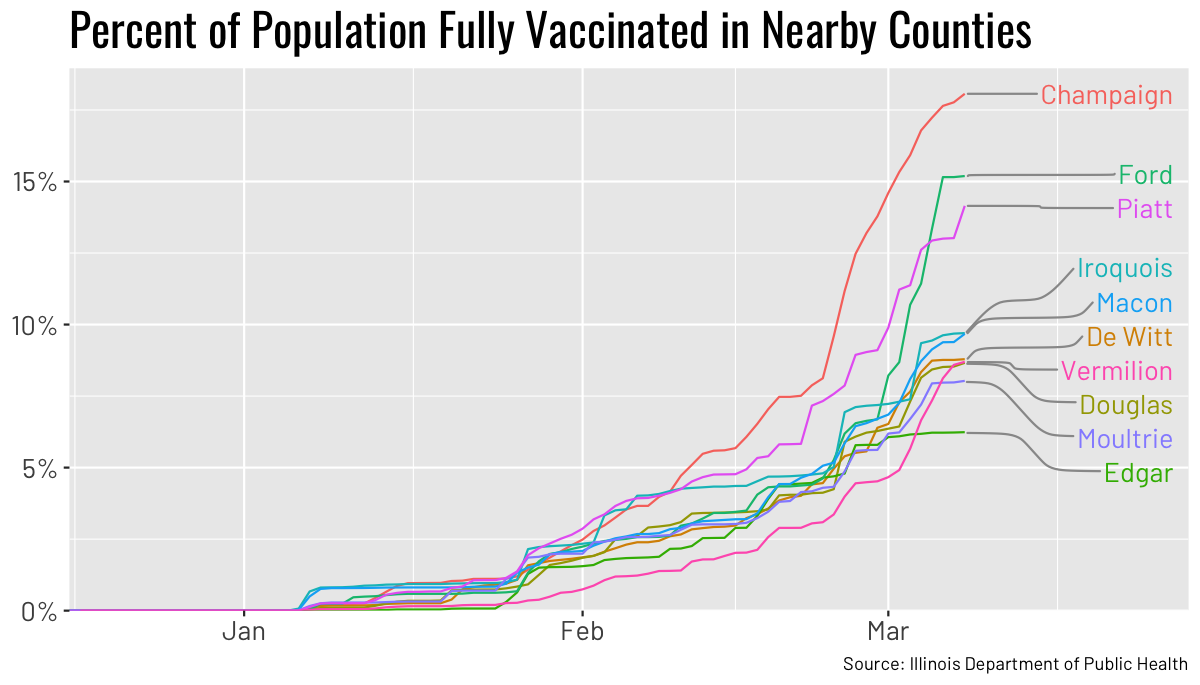 Percent of Population Fully Vaccinated in Nearby Counties
Champaign
15%
Ford
Piatt
Iroquois
Macon
10%
De Witt
Vermilion
Douglas
Moultrie
5%
Edgar
0%
Jan Feb Mar
Source: Illinois Department of Public Health